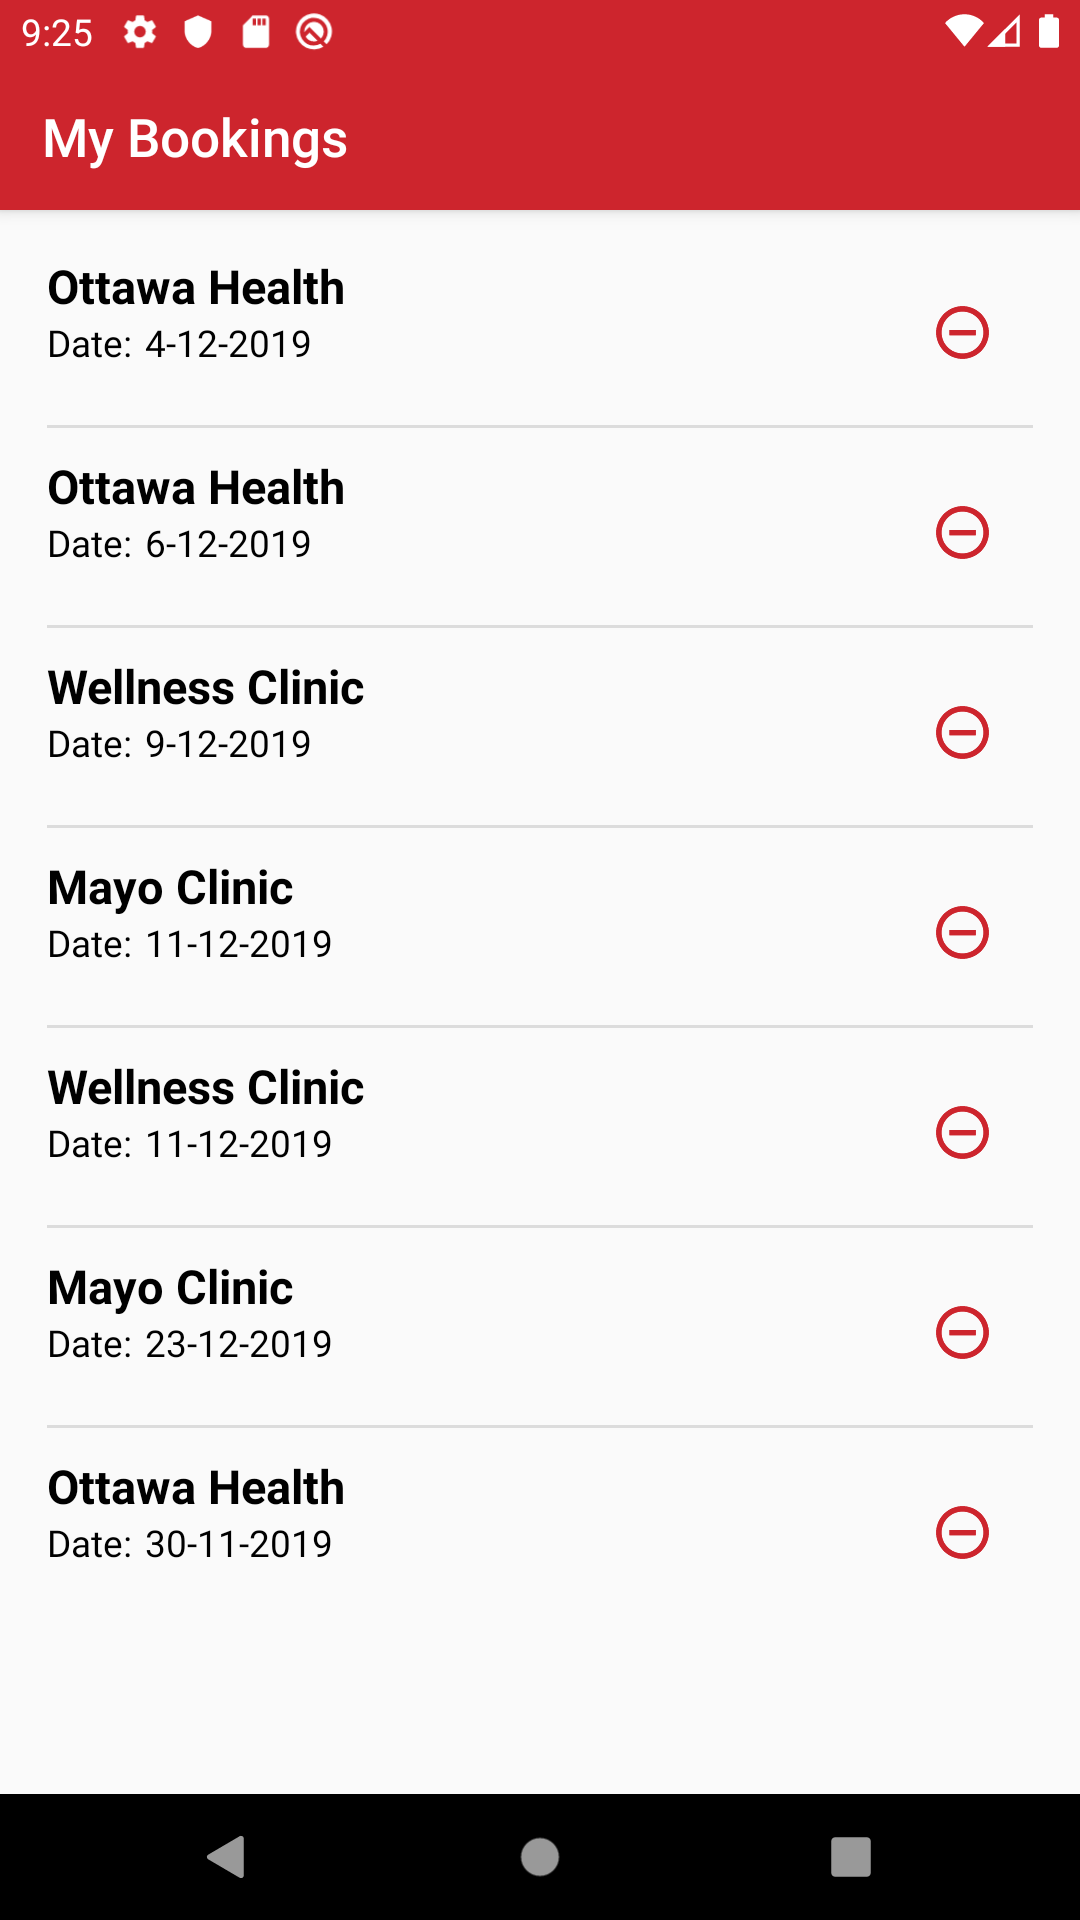 9:25
My Bookings
Ottawa Health
Date: 4-12-2019
Ottawa Health
Date: 6-12-2019
Wellness Clinic
Date: 9-12-2019
Mayo Clinic
Date: 11-12-2019
Wellness Clinic
Date: 11-12-2019
Mayo Clinic
Date: 23-12-2019
Ottawa Health
Date: 30-11-2019